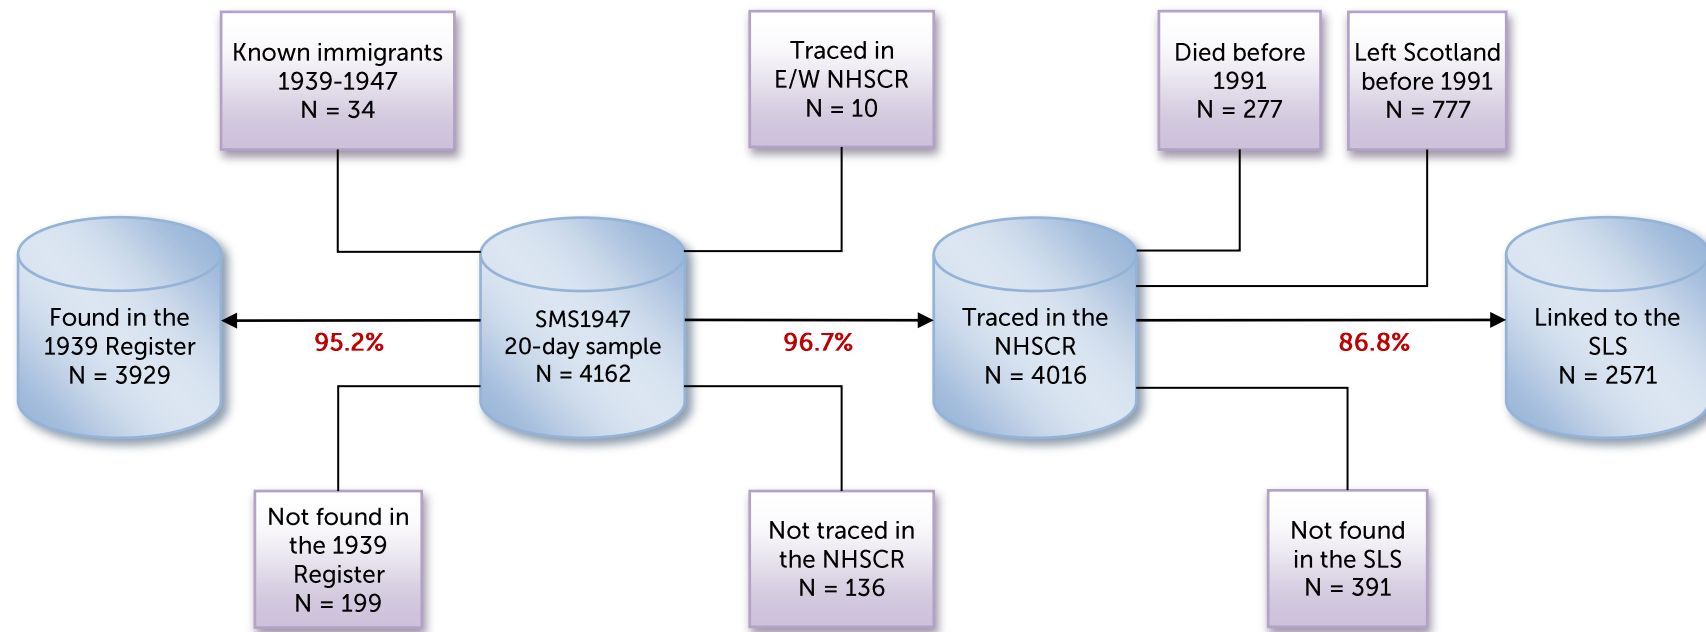 Known immigrants
1939-1947
N = 34
Traced in
E/W NHSCR
N = 10
Died before
1991
N = 277
Left Scotland
before 1991
N = 777
Found in the
1939 Register
N = 3929
95.2%
SMS1947
20-day sample
N = 4162
96.7%
Traced in the
NHSCR
N = 4016
86.8%
Linked to the
SLS
N = 2571
Not found in
the 1939
Register
N = 199
Not traced in
the NHSCR
N = 136
Not found
in the SLS
N = 391